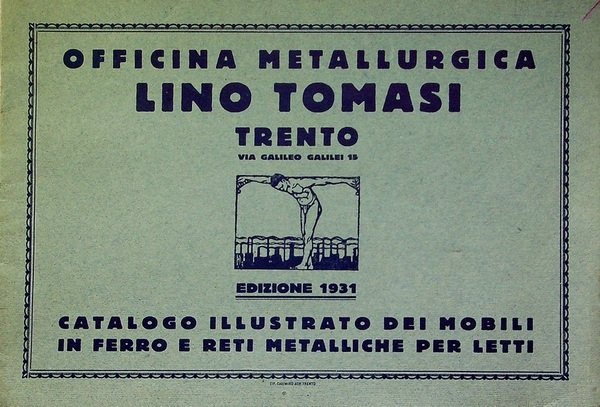 OFFICINA METALLURGICA
LINO TOMASI
TRENTO
VIA GALILEO GALILEI 15
EDIZIONE 1931
CATALOGO ILLUSTRATO DEI MOBILI
IN FERRO E RETI METALLICHE PER LETTI